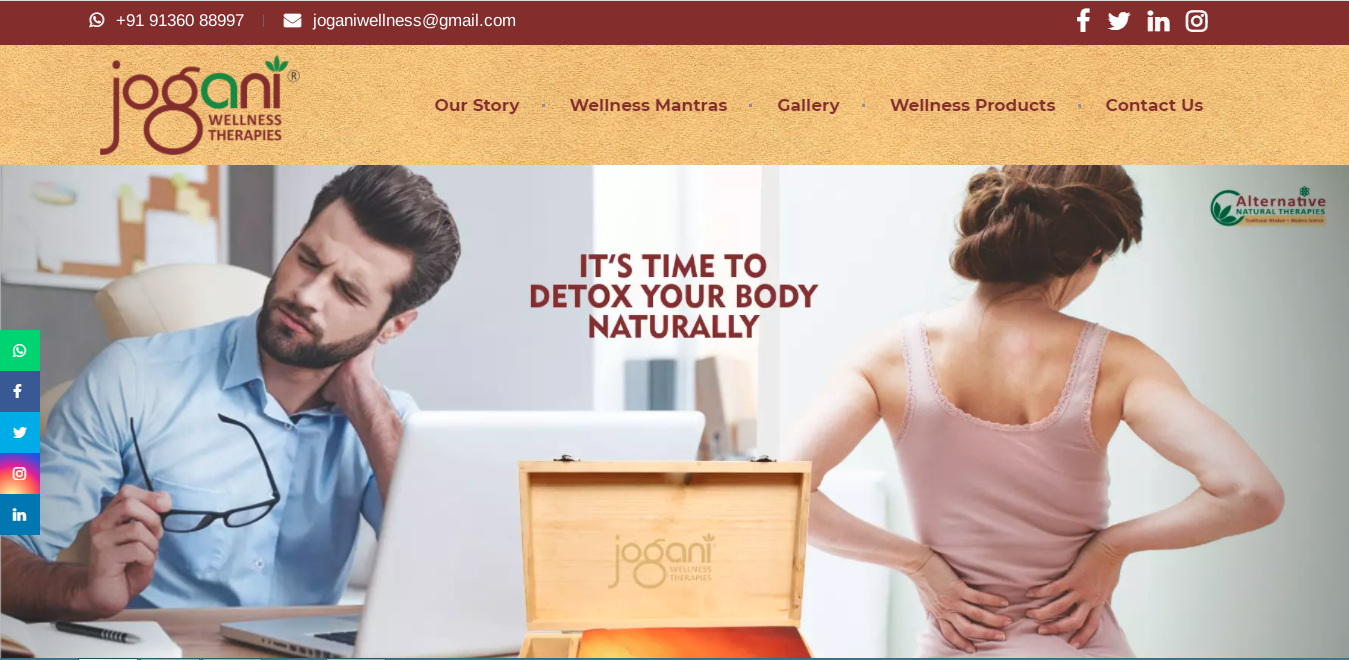 +91 91360 88997
joganiwellness@gmail.com
jogani®
WELLNESS
THERAPIES
Our Story
Wellness Mantras
Gallery
Wellness Products
Contact Us
Alternative
NATURAL THERAPIES
IT'S TIME TO
DETOX YOUR BODY
NATURALLY
jogani
WELLNESS
THERAPIES